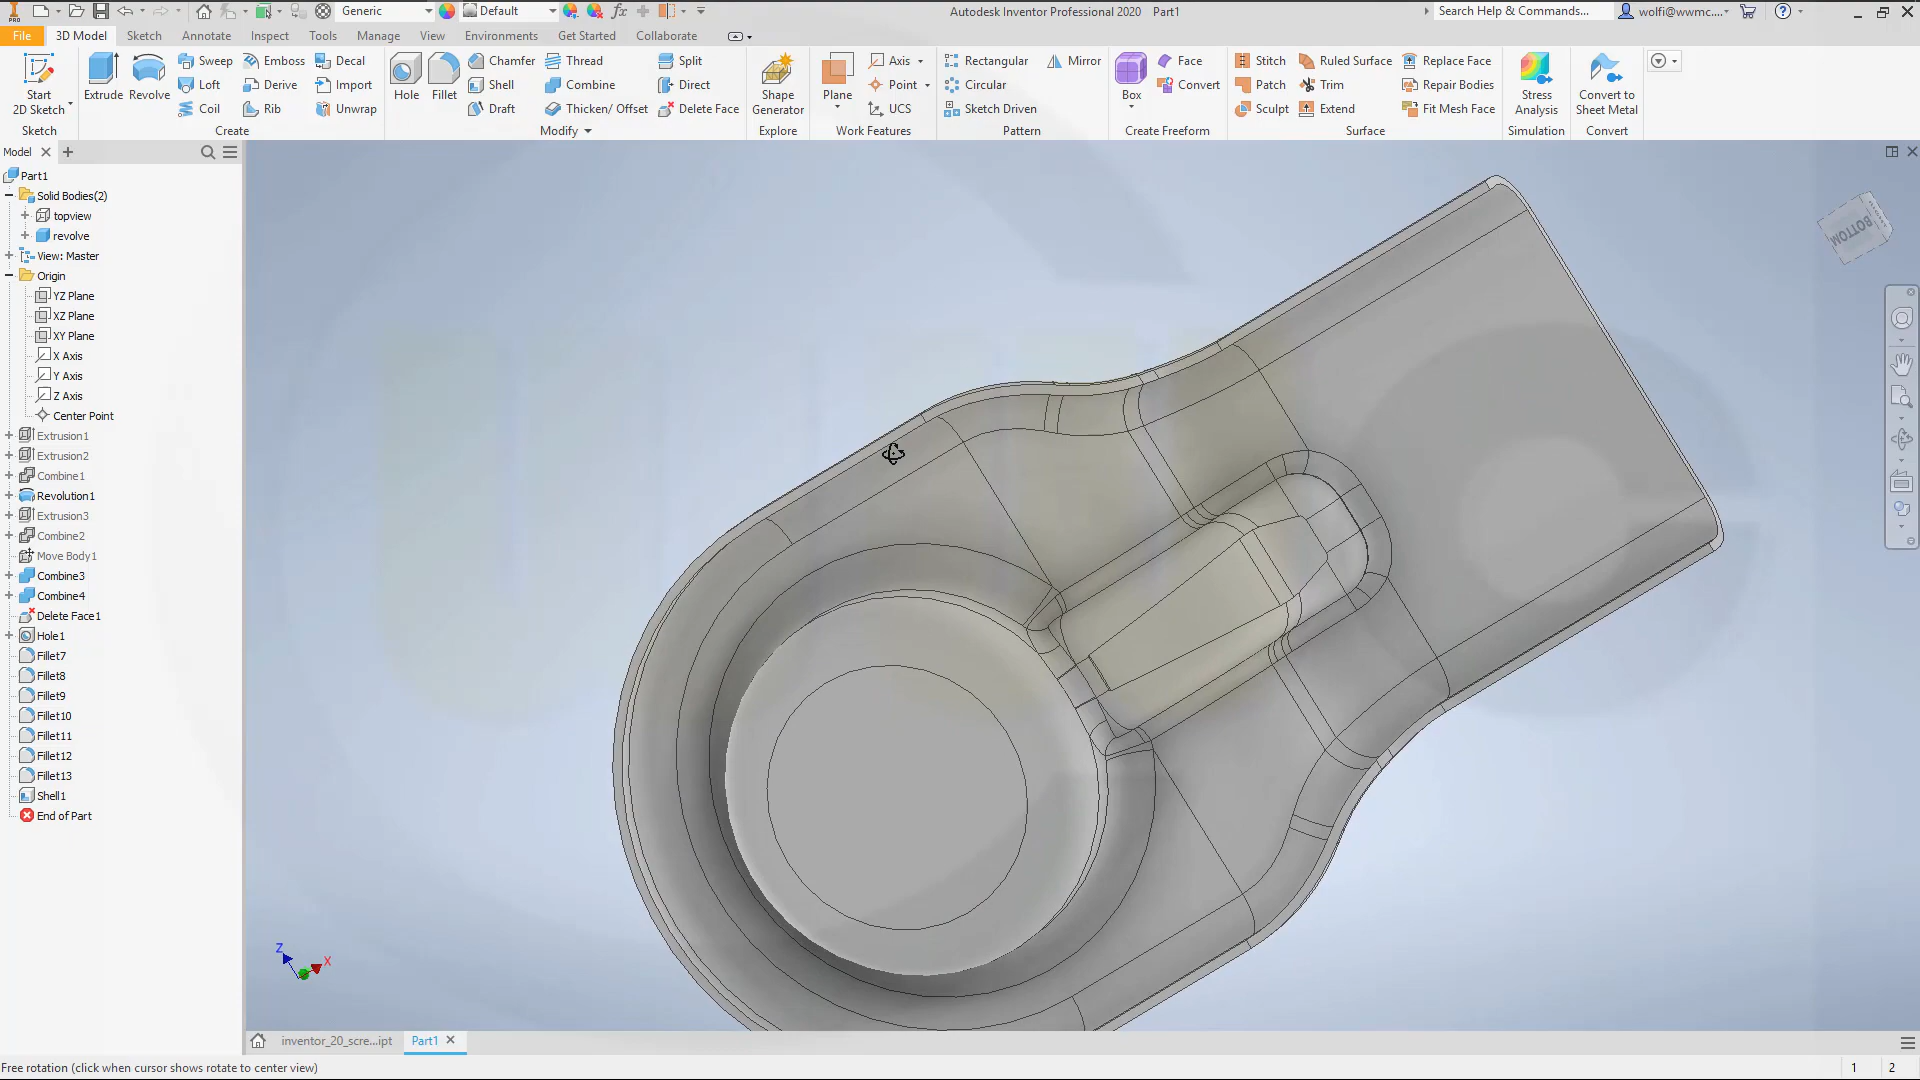 Generic
Default
Autodesk Inventor Professional 2020 Part1
Search Help & Commands...
wolfi@wwmc....
File 3D Model Sketch Annotate Inspect Tools Manage View Environments Get Started Collaborate
Start
2D Sketch
Sketch
Extrude
Revolve
Sweep Emboss Decal
Loft Derive Import
Coil Rib Unwrap
Create
Hole
Fillet
Chamfer Thread Split
Shell Combine Direct
Draft Thicken/ Offset Delete Face
Modify
Shape
Generator
Explore
Plane
Axis
Point
UCS
Work Features
Rectangular Mirror
Circular
Sketch Driven
Pattern
Box
Face
Convert
Create Freeform
Stitch Ruled Surface Replace Face
Patch Trim Repair Bodies
Sculpt Extend Fit Mesh Face
Surface
Stress
Analysis
Simulation
Convert to
Sheet Metal
Convert
Model
Part1
Solid Bodies(2)
topview
revolve
View: Master
Origin
YZ Plane
XZ Plane
XY Plane
X Axis
Y Axis
Z Axis
Center Point
Extrusion1
Extrusion2
Combine1
Revolution1
Extrusion3
Combine2
Move Body1
Combine3
Combine4
Delete Face1
Hole1
Fillet7
Fillet8
Fillet9
Fillet10
Fillet11
Fillet12
Fillet13
Shell1
End of Part
BOTTOM
Z
X
inventor_20_scre...ipt Part1
Free rotation (click when cursor shows rotate to center view)
1 2